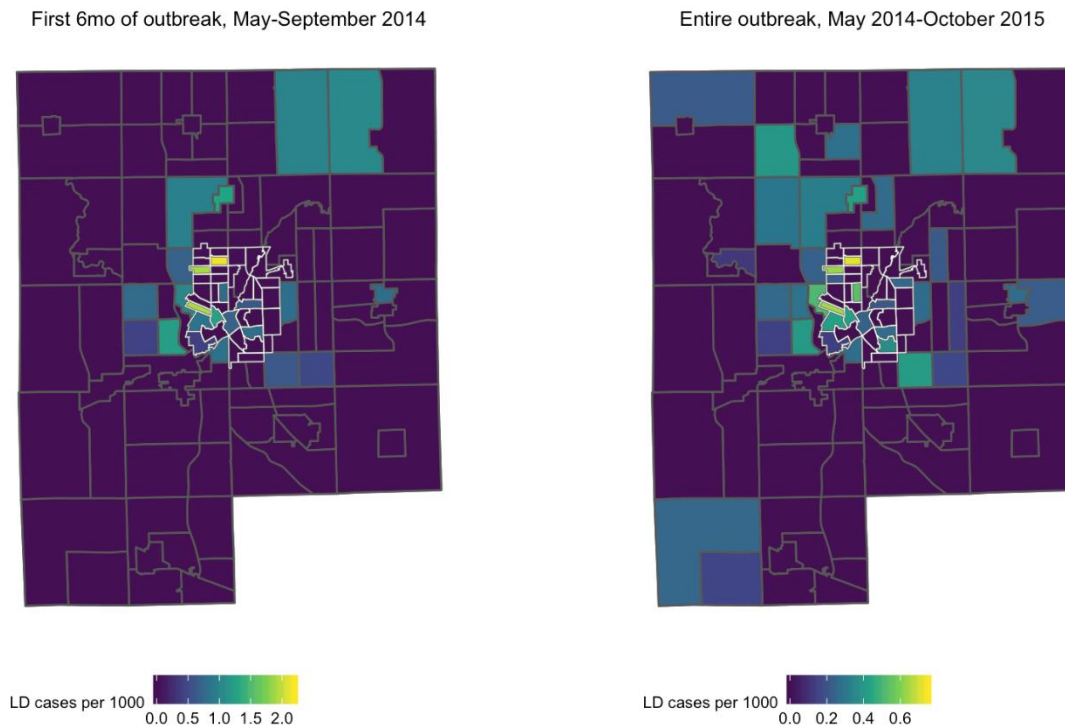 First 6mo of outbreak, May-September 2014
Entire outbreak, May 2014-October 2015
LD cases per 1000
0.0 0.5 1.0 1.5 2.0
LD cases per 1000
0.0 0.2 0.4 0.6